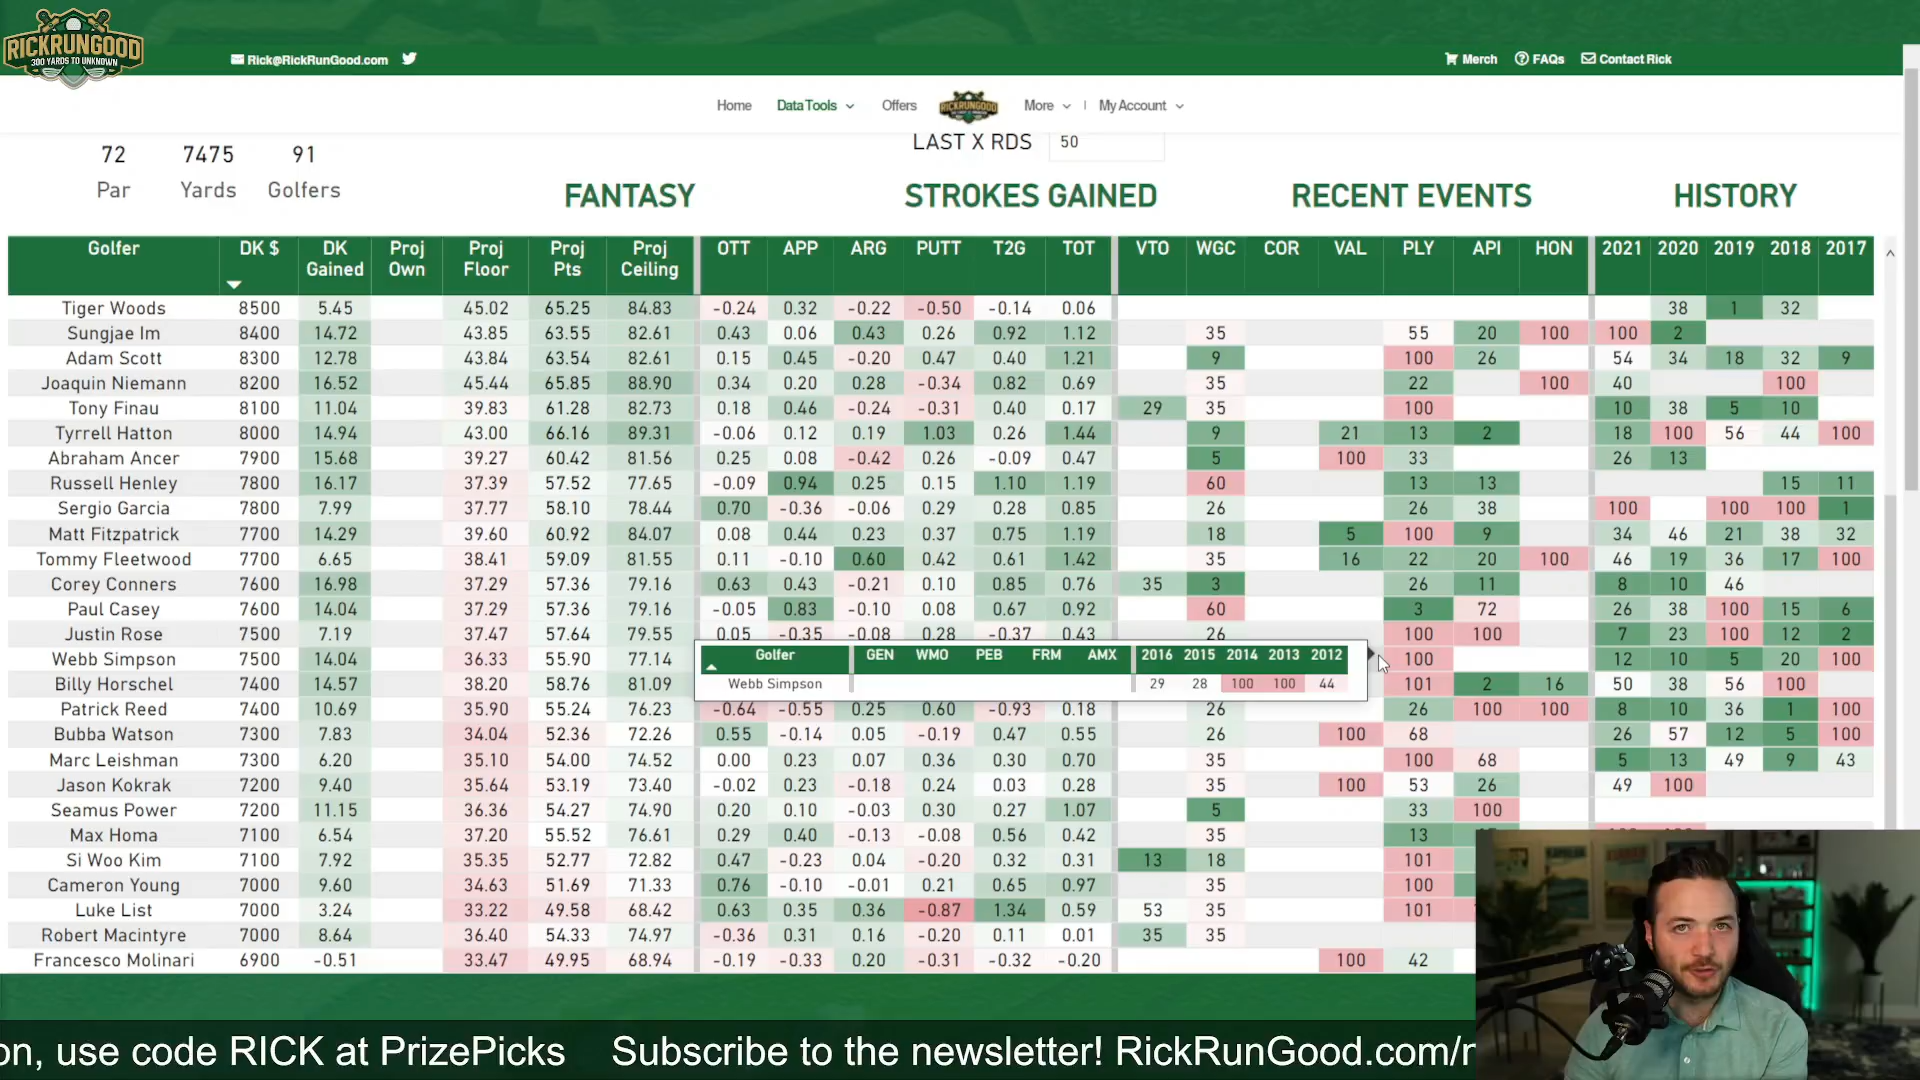 RICKRUNGOOD
300 YARDS TO UNKNOWN
Rick@RickRunGood.com
Merch FAQs Contact Rick
Home Data Tools Offers RICKRUNGOOD More | My Account
72 7475 91
Par Yards Golfers
LAST X RDS 50
FANTASY STROKES GAINED RECENT EVENTS HISTORY
Golfer DK $ DK Gained Proj Own Proj Floor Proj Pts Proj Ceiling OTT APP ARG PUTT T2G TOT VTO WGC COR VAL PLY API HON 2021 2020 2019 2018 2017
Tiger Woods 8500 5.45 45.02 65.25 84.83 -0.24 0.32 -0.22 -0.50 -0.14 0.06 38 1 32
Sungjae Im 8400 14.72 43.85 63.55 82.61 0.43 0.06 0.43 0.26 0.92 1.12 35 55 20 100 100 2
Adam Scott 8300 12.78 43.84 63.54 82.61 0.15 0.45 -0.20 0.47 0.40 1.21 9 100 26 54 34 18 32 9
Joaquin Niemann 8200 16.52 45.44 65.85 88.90 0.34 0.20 0.28 -0.34 0.82 0.69 35 22 100 40 100
Tony Finau 8100 11.04 39.83 61.28 82.73 0.18 0.46 -0.24 -0.31 0.40 0.17 29 35 100 10 38 5 10
Tyrrell Hatton 8000 14.94 43.00 66.16 89.31 -0.06 0.12 0.19 1.03 0.26 1.44 9 21 13 2 18 100 56 44 100
Abraham Ancer 7900 15.68 39.27 60.42 81.56 0.25 0.08 -0.42 0.26 -0.09 0.47 5 100 33 26 13
Russell Henley 7800 16.17 37.39 57.52 77.65 -0.09 0.94 0.25 0.15 1.10 1.19 60 13 13 15 11
Sergio Garcia 7800 7.99 37.77 58.10 78.44 0.70 -0.36 -0.06 0.29 0.28 0.85 26 26 38 100 100 100 1
Matt Fitzpatrick 7700 14.29 39.60 60.92 84.07 0.08 0.44 0.23 0.37 0.75 1.19 18 5 100 9 34 46 21 38 32
Tommy Fleetwood 7700 6.65 38.41 59.09 81.55 0.11 -0.10 0.60 0.42 0.61 1.42 35 16 22 20 100 46 19 36 17 100
Corey Conners 7600 16.98 37.29 57.36 79.16 0.63 0.43 -0.21 0.10 0.85 0.76 35 3 26 11 8 10 46
Paul Casey 7600 14.04 37.29 57.36 79.16 -0.05 0.83 -0.10 0.08 0.67 0.92 60 3 72 26 38 100 15 6
Justin Rose 7500 7.19 37.47 57.64 79.55 0.05 -0.35 -0.08 0.28 -0.37 0.43 26 100 100 7 23 100 12 2
Webb Simpson 7500 14.04 36.33 55.90 77.14 100 12 10 5 20 100
Golfer GEN WMO PEB FRM AMX 2016 2015 2014 2013 2012
Webb Simpson 29 28 100 100 44
Billy Horschel 7400 14.57 38.20 58.76 81.09 101 2 16 50 38 56 100
Patrick Reed 7400 10.69 35.90 55.24 76.23 -0.64 -0.55 0.25 0.60 -0.93 0.18 26 26 100 100 8 10 36 1 100
Bubba Watson 7300 7.83 34.04 52.36 72.26 0.55 -0.14 0.05 -0.19 0.47 0.55 26 100 68 26 57 12 5 100
Marc Leishman 7300 6.20 35.10 54.00 74.52 0.00 0.23 0.07 0.36 0.30 0.70 35 100 68 5 13 49 9 43
Jason Kokrak 7200 9.40 35.64 53.19 73.40 -0.02 0.23 -0.18 0.24 0.03 0.28 35 100 53 26 49 100
Seamus Power 7200 11.15 36.36 54.27 74.90 0.20 0.10 -0.03 0.30 0.27 1.07 5 33 100
Max Homa 7100 6.54 37.20 55.52 76.61 0.29 0.40 -0.13 -0.08 0.56 0.42 35 13
Si Woo Kim 7100 7.92 35.35 52.77 72.82 0.47 -0.23 0.04 -0.20 0.32 0.31 13 18 101
Cameron Young 7000 9.60 34.63 51.69 71.33 0.76 -0.10 -0.01 0.21 0.65 0.97 35 100
Luke List 7000 3.24 33.22 49.58 68.42 0.63 0.35 0.36 -0.87 1.34 0.59 53 35 101
Robert Macintyre 7000 8.64 36.40 54.33 74.97 -0.36 0.31 0.16 -0.20 0.11 0.01 35 35
Francesco Molinari 6900 -0.51 33.47 49.95 68.94 -0.19 -0.33 0.20 -0.31 -0.32 -0.20 100 42
on, use code RICK at PrizePicks Subscribe to the newsletter! RickRunGood.com/